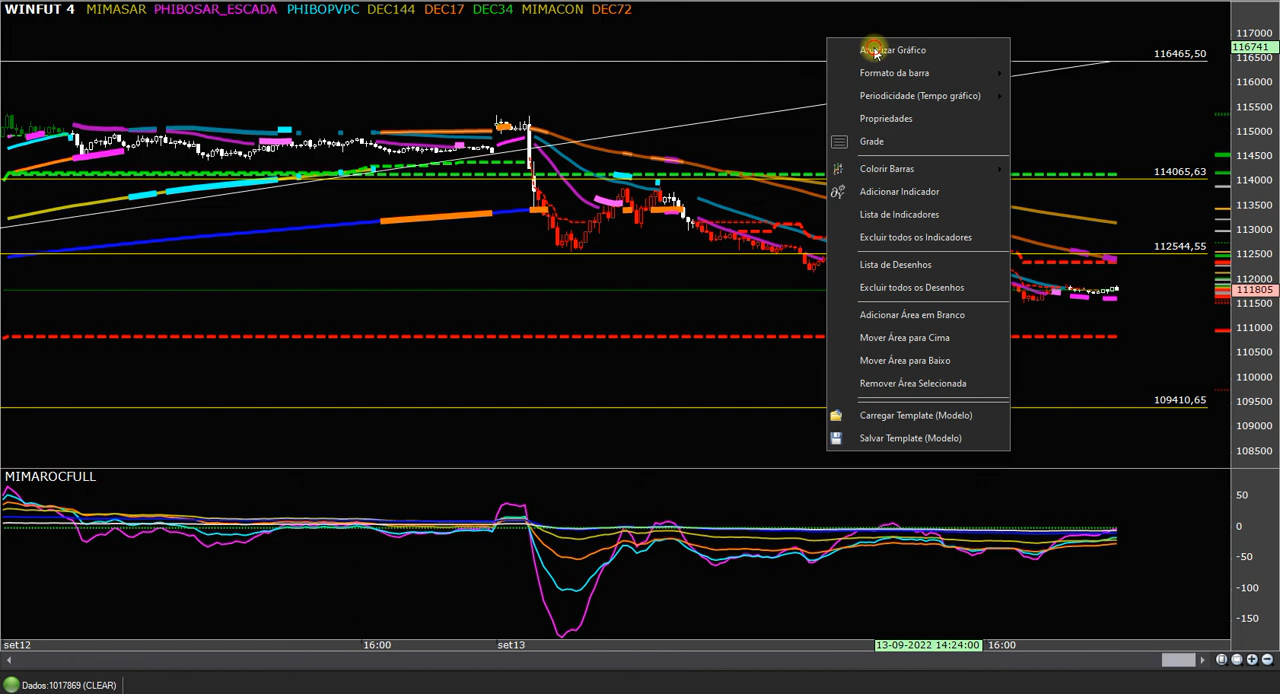 WINFUT 4 MIMASAR PHIBOSAR_ESCADA PHIBOPVPC DEC144 DEC17 DEC34 MIMACON DEC72
117000
116741
116500
116465,50
116000
115500
115000
114500
114065,63
114000
113500
113000
112544,55
112500
112000
111805
111500
111000
110500
110000
109500
109410,65
109000
108500
Atualizar Gráfico
Formato da barra
Periodicidade (Tempo gráfico)
Propriedades
Grade
Colorir Barras
Adicionar Indicador
Lista de Indicadores
Excluir todos os Indicadores
Lista de Desenhos
Excluir todos os Desenhos
Adicionar Área em Branco
Mover Área para Cima
Mover Área para Baixo
Remover Área Selecionada
Carregar Template (Modelo)
Salvar Template (Modelo)
MIMAROCFULL
50
0
-50
-100
-150
set12 16:00 set13 13-09-2022 14:24:00 16:00
Dados:1017869 (CLEAR)